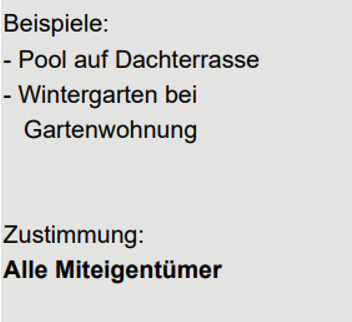 Beispiele:
- Pool auf Dachterrasse
- Wintergarten bei
Gartenwohnung
Zustimmung:
Alle Miteigentümer